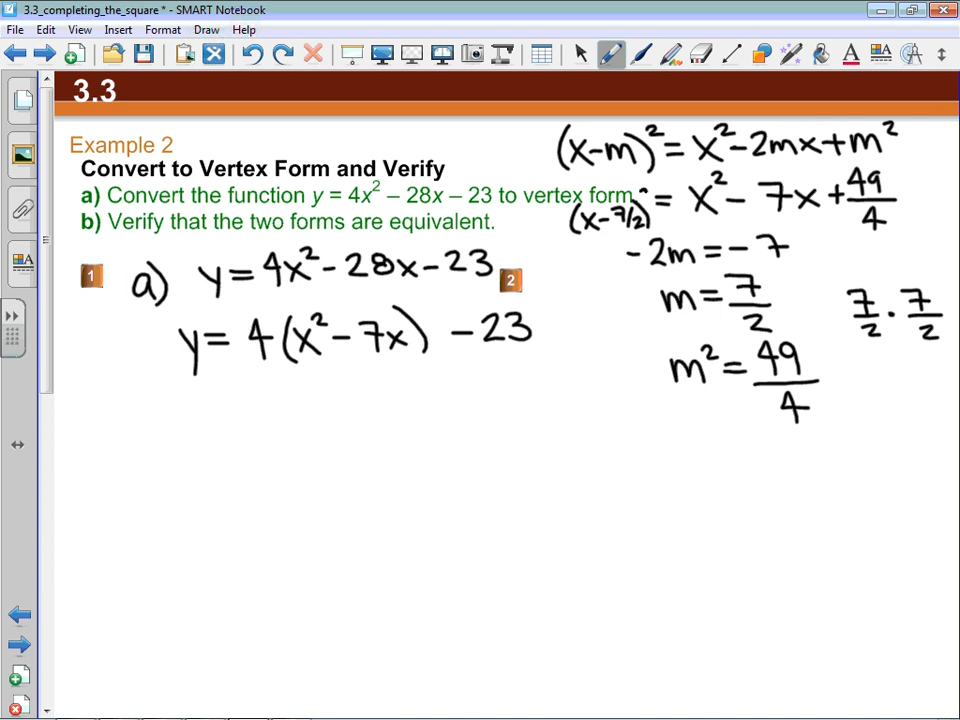 3.3_completing_the_square * - SMART Notebook
File Edit View Insert Format Draw Help
3.3
Example 2
Convert to Vertex Form and Verify
a) Convert the function y = 4x² – 28x – 23 to vertex form.
b) Verify that the two forms are equivalent.
1
a) y = 4x² - 28x - 23
2
y = 4(x² - 7x) - 23
(x-m)² = x² - 2mx + m²
(x-7/2)² = x² - 7x + 49/4
-2m = -7
m = 7/2
7/2 · 7/2
m² = 49/4